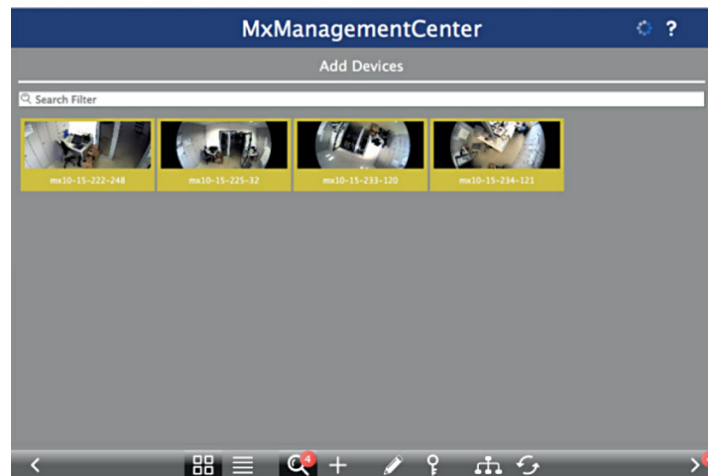 MxManagementCenter
?
Add Devices
Search Filter
mx10-15-222-248
mx10-15-225-32
mx10-15-233-120
mx10-15-234-121
4